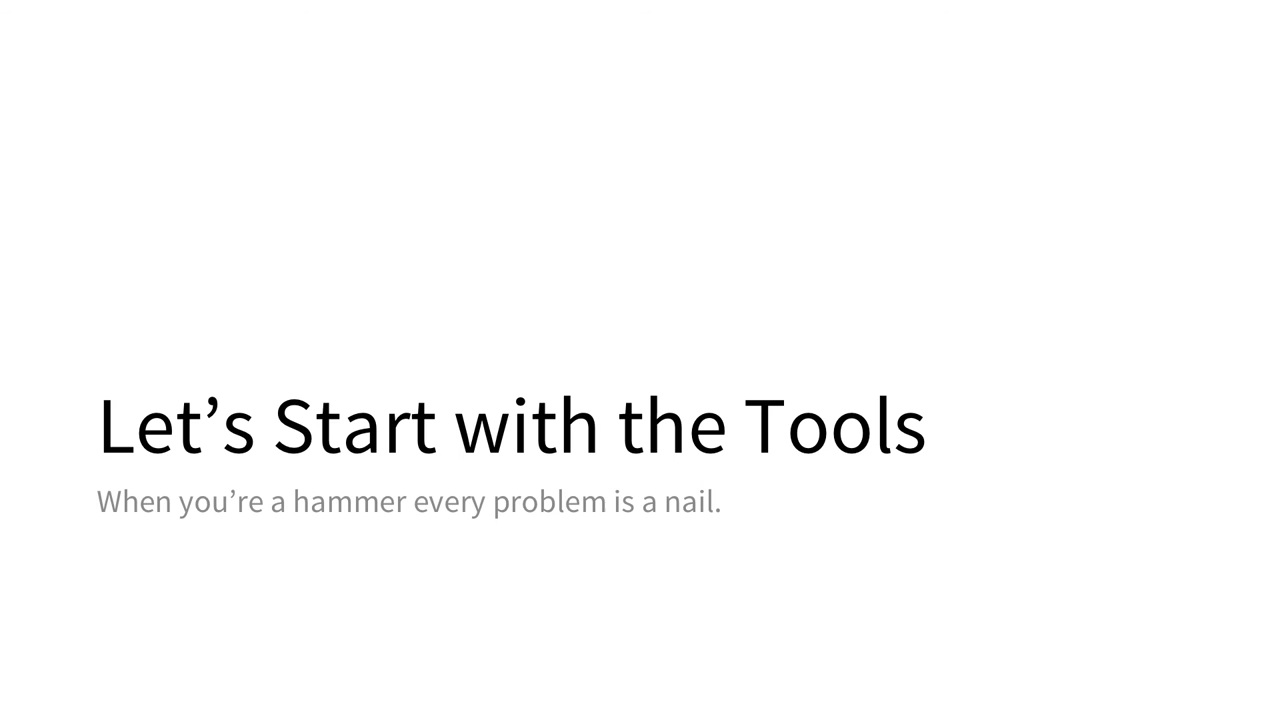 Let’s Start with the Tools
When you’re a hammer every problem is a nail.